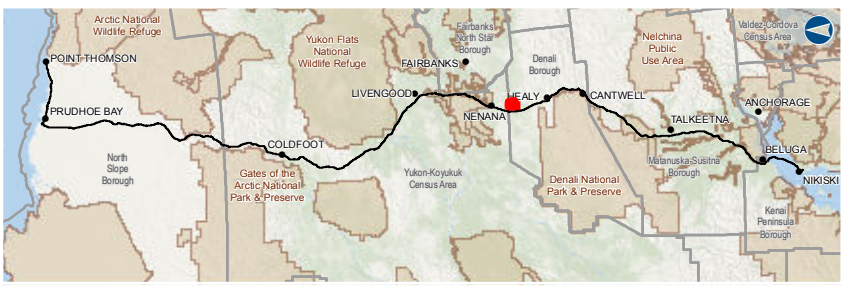 Arctic National
Wildlife Refuge
POINT THOMSON
PRUDHOE BAY
North
Slope
Borough
COLDFOOT
Gates of the
Arctic National
Park & Preserve
Yukon Flats
National
Wildlife Refuge
LIVENGOOD
FAIRBANKS
Fairbanks
North Star
Borough
NENANA
Yukon-Koyukuk
Census Area
Denali
Borough
HEALY
CANTWELL
Denali National
Park & Preserve
Nelchina
Public
Use Area
TALKEETNA
Matanuska-Susitna
Borough
Valdez-Cordova
Census Area
ANCHORAGE
BELUGA
NIKISKI
Kenai
Peninsula
Borough